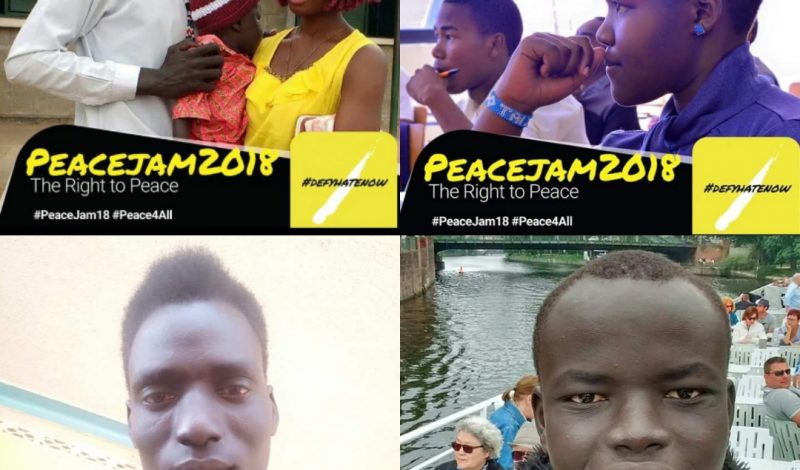 PEACEJAM2018
The Right to Peace
#DEFYHATENOW
#PeaceJam18 #Peace4All
PEACEJAM2018
The Right to Peace
#DEFYHATENOW
#PeaceJam18 #Peace4All